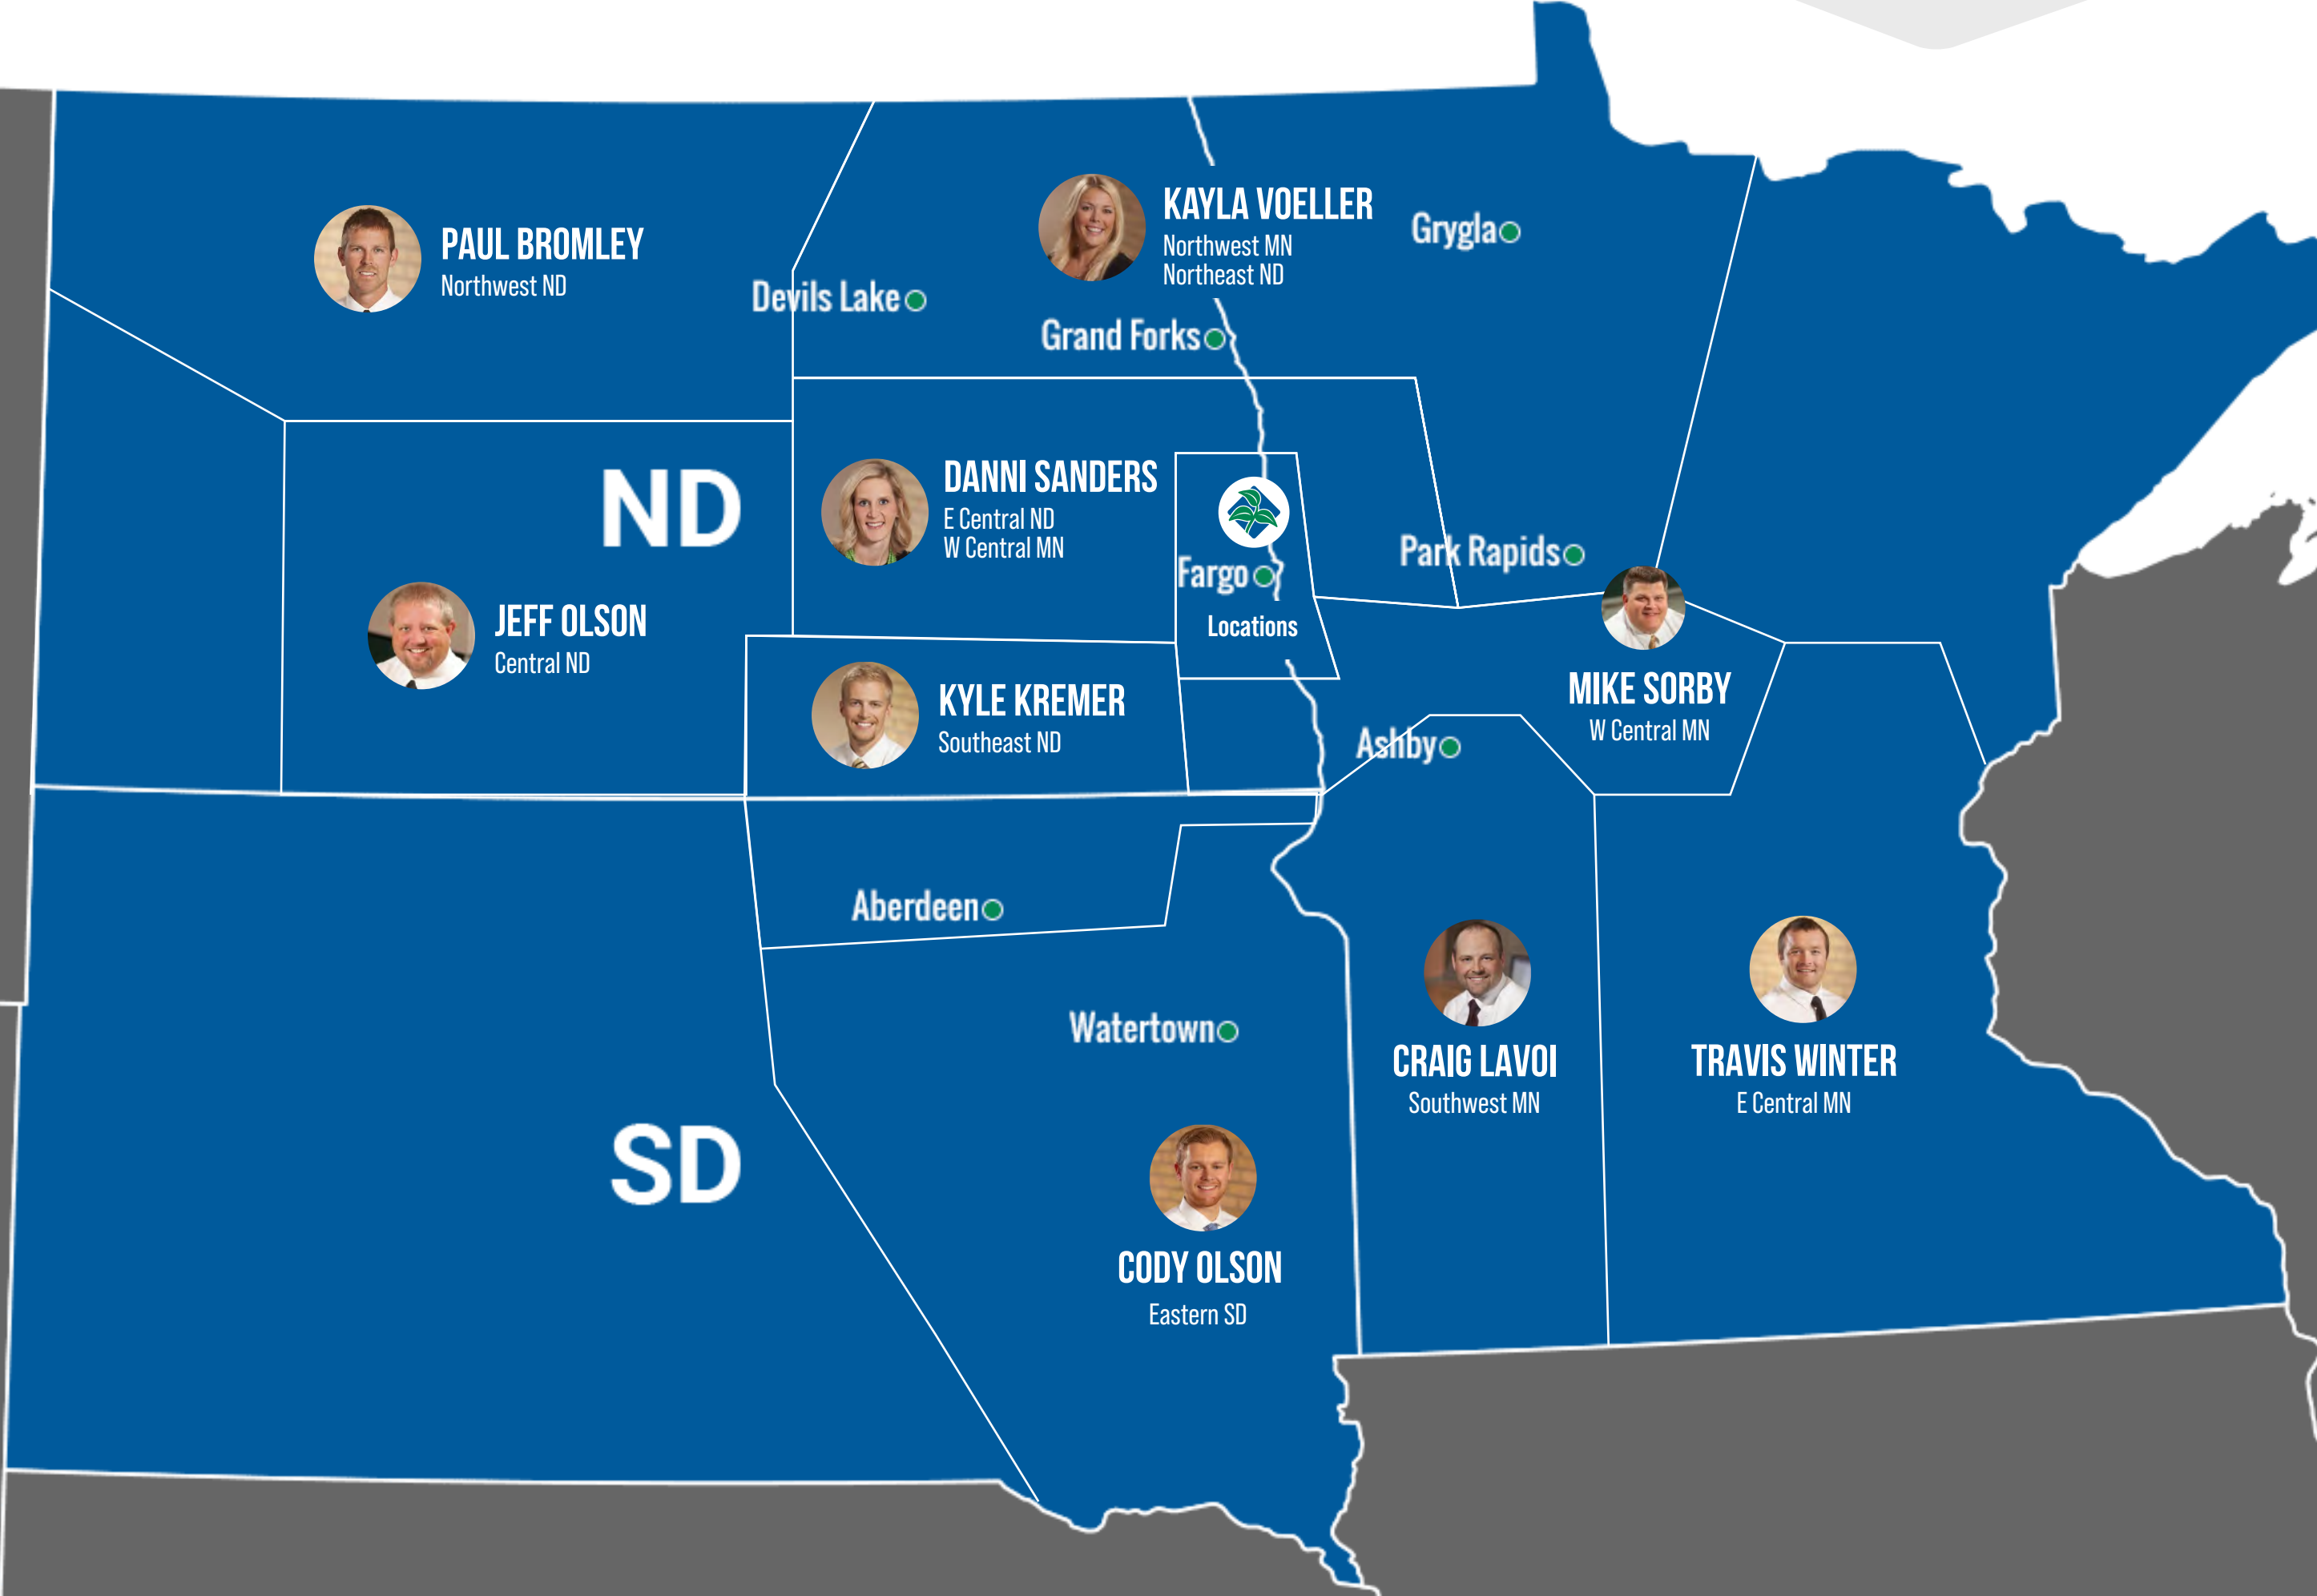 KAYLA VOELLER
Northwest MN
Northeast ND
Grygla
PAUL BROMLEY
Northwest ND
Devils Lake
Grand Forks
ND
DANNI SANDERS
E Central ND
W Central MN
Fargo
Locations
Park Rapids
JEFF OLSON
Central ND
KYLE KREMER
Southeast ND
MIKE SORBY
W Central MN
Ashby
Aberdeen
Watertown
CRAIG LAVOI
Southwest MN
TRAVIS WINTER
E Central MN
SD
CODY OLSON
Eastern SD